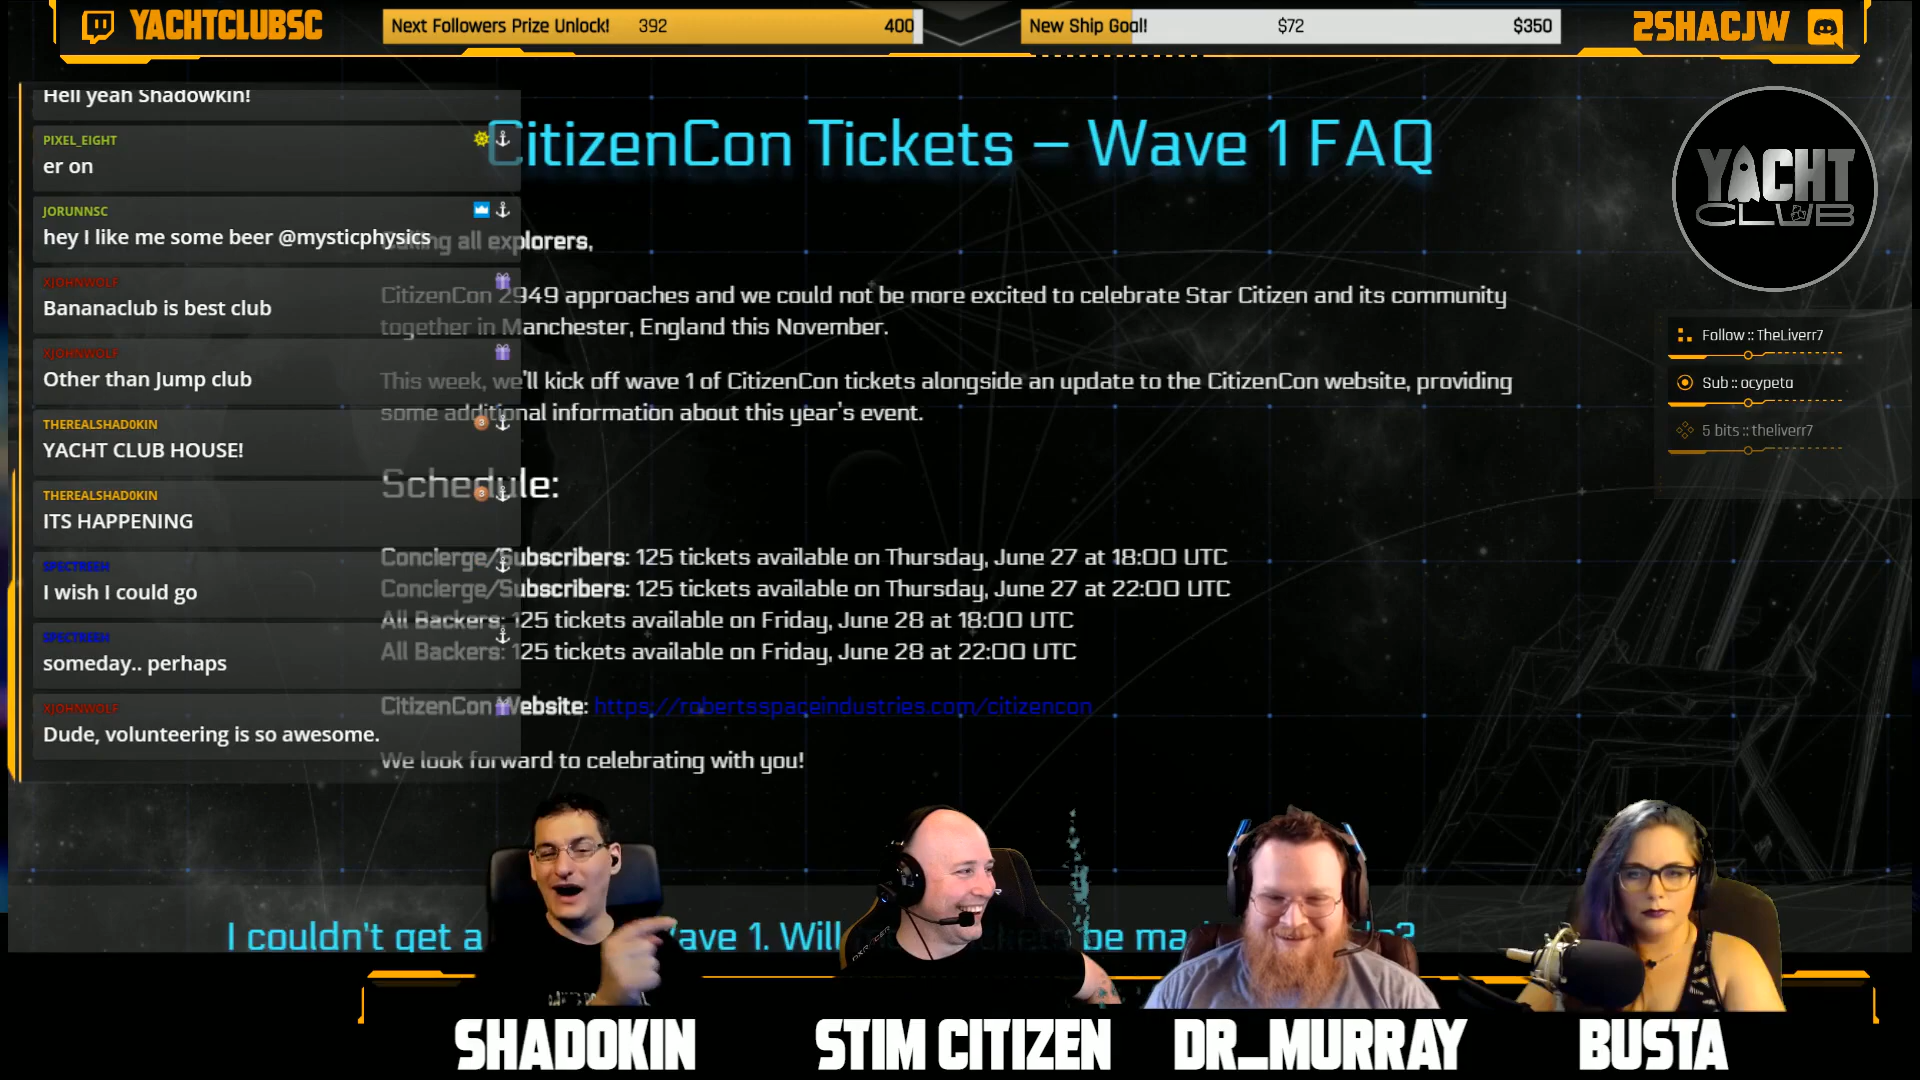 YACHTCLUBSC
Next Followers Prize Unlock! 392 400
New Ship Goal! $72 $350
2SHACJW
Hell yeah Shadowkin!
PIXEL_EIGHT
er on
JORUNNSC
hey I like me some beer @mysticphysics
XJOHNWOLF
Bananaclub is best club
XJOHNWOLF
Other than Jump club
THEREALSHAD0KIN
YACHT CLUB HOUSE!
THEREALSHAD0KIN
ITS HAPPENING
SPECTREEH
I wish I could go
SPECTREEH
someday.. perhaps
XJOHNWOLF
Dude, volunteering is so awesome.
CitizenCon Tickets – Wave 1 FAQ
Calling all explorers,
CitizenCon 2949 approaches and we could not be more excited to celebrate Star Citizen and its community
together in Manchester, England this November.
This week, we'll kick off wave 1 of CitizenCon tickets alongside an update to the CitizenCon website, providing
some additional information about this year's event.
Schedule:
Concierge/Subscribers: 125 tickets available on Thursday, June 27 at 18:00 UTC
Concierge/Subscribers: 125 tickets available on Thursday, June 27 at 22:00 UTC
All Backers: 125 tickets available on Friday, June 28 at 18:00 UTC
All Backers: 125 tickets available on Friday, June 28 at 22:00 UTC
CitizenCon Website: https://robertsspaceindustries.com/citizencon
We look forward to celebrating with you!
I couldn't get a ave 1. Will be ma
YACHT
CLUB
Follow :: TheLiverr7
Sub :: ocypeta
5 bits :: theliverr7
SHADOKIN
STIM CITIZEN
DR_MURRAY
BUSTA